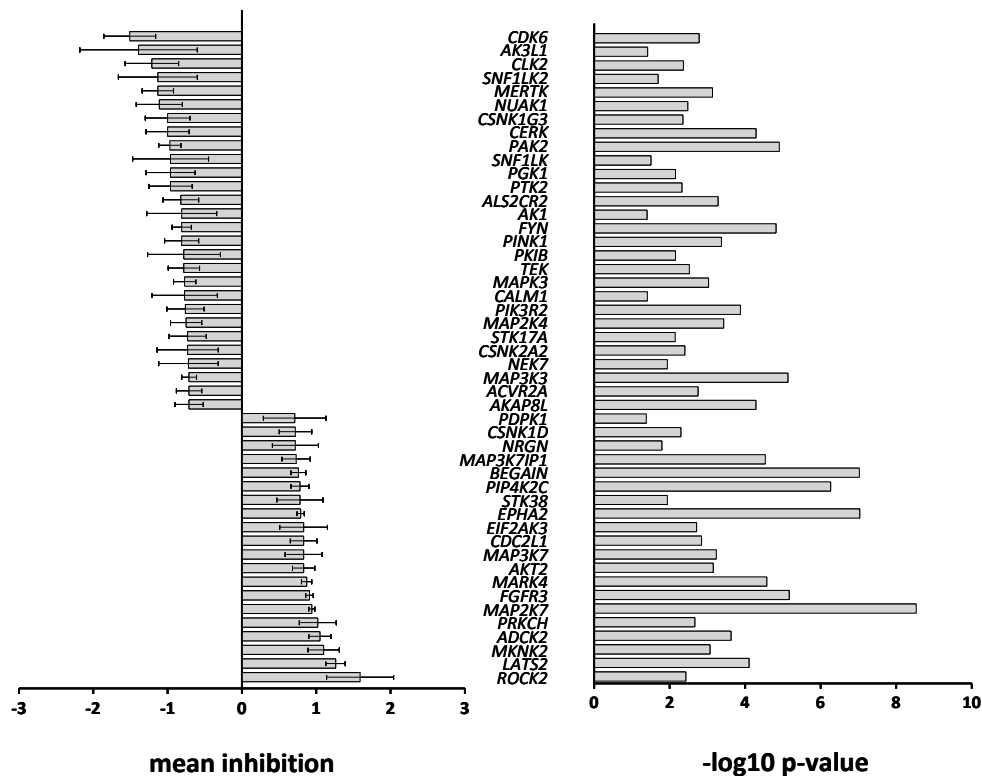 CDK6
AK3L1
CLK2
SNF1LK2
MERTK
NUAK1
CSNK1G3
CERK
PAK2
SNF1LK
PGK1
PTK2
ALS2CR2
AK1
FYN
PINK1
PKIB
TEK
MAPK3
CALM1
PIK3R2
MAP2K4
STK17A
CSNK2A2
NEK7
MAP3K3
ACVR2A
AKAP8L
PDPK1
CSNK1D
NRGN
MAP3K7IP1
BEGAIN
PIP4K2C
STK38
EPHA2
EIF2AK3
CDC2L1
MAP3K7
AKT2
MARK4
FGFR3
MAP2K7
PRKCH
ADCK2
MKNK2
LATS2
ROCK2
-3 -2 -1 0 1 2 3 0 2 4 6 8 10
mean inhibition -log10 p-value